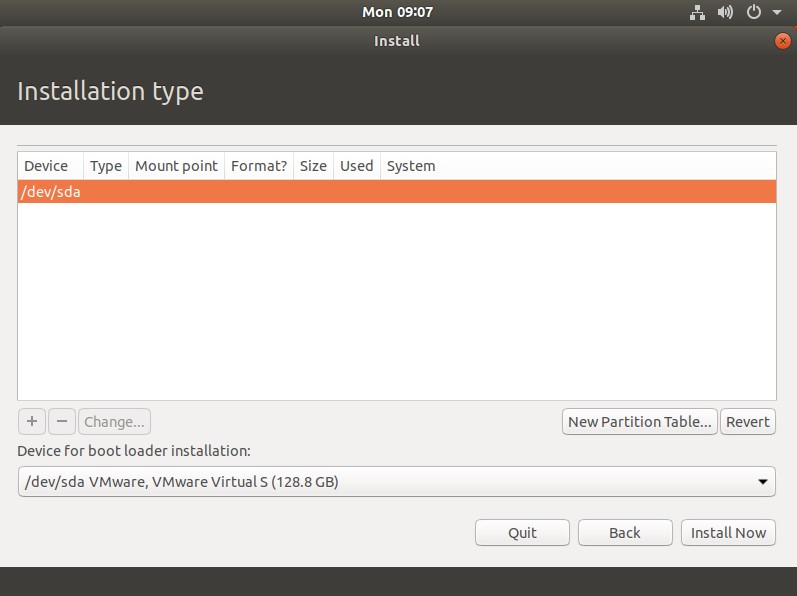 Mon 09:07
Install
Installation type
Device Type Mount point Format? Size Used System
/dev/sda
+ − Change... New Partition Table... Revert
Device for boot loader installation:
/dev/sda VMware, VMware Virtual S (128.8 GB)
Quit Back Install Now